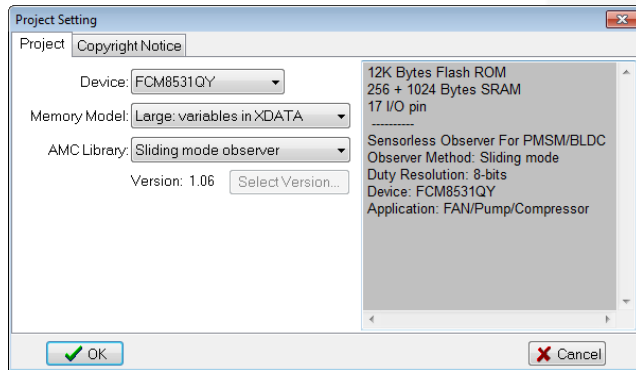 Project Setting
Project
Copyright Notice
Device: FCM8531QY
Memory Model: Large: variables in XDATA
AMC Library: Sliding mode observer
Version: 1.06 Select Version...
12K Bytes Flash ROM
256 + 1024 Bytes SRAM
17 I/O pin
----------
Sensorless Observer For PMSM/BLDC
Observer Method: Sliding mode
Duty Resolution: 8-bits
Device: FCM8531QY
Application: FAN/Pump/Compressor
OK
Cancel